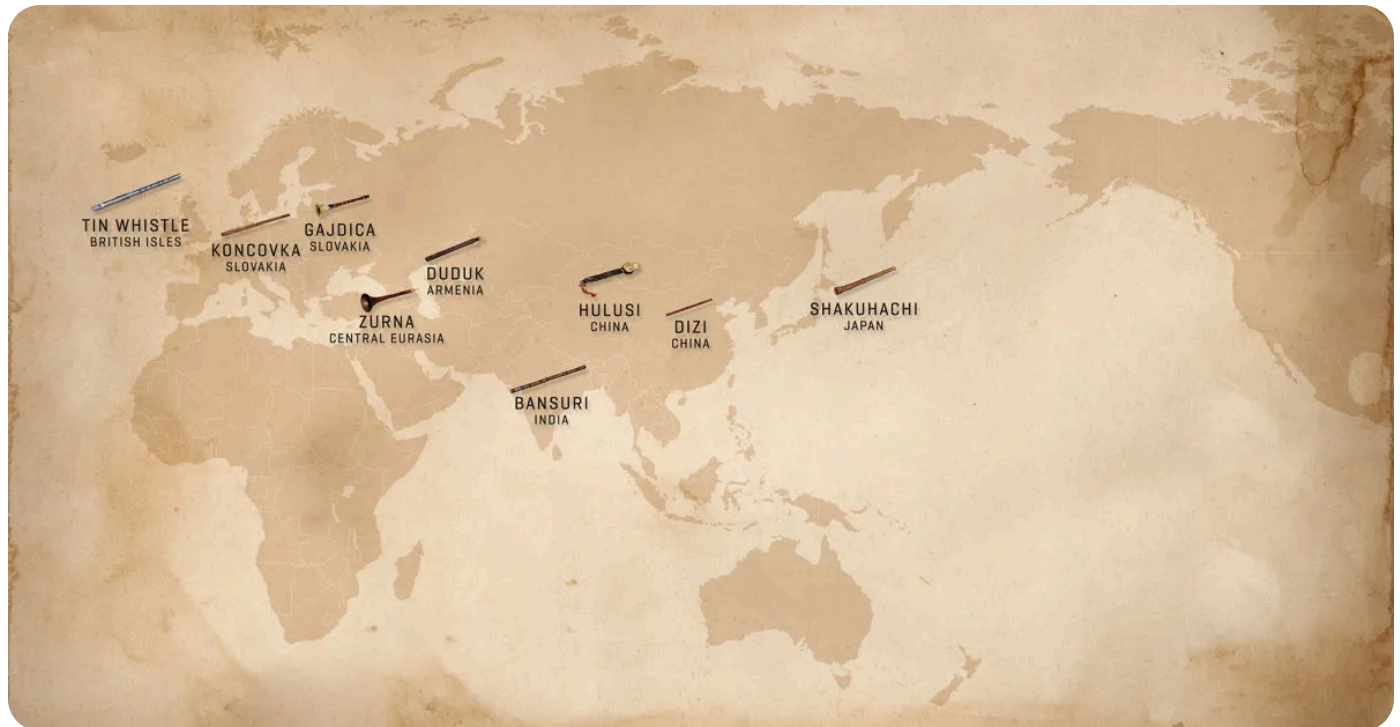 TIN WHISTLE
BRITISH ISLES
KONCOVKA
SLOVAKIA
GAJDICA
SLOVAKIA
DUDUK
ARMENIA
ZURNA
CENTRAL EURASIA
HULUSI
CHINA
DIZI
CHINA
SHAKUHACHI
JAPAN
BANSURI
INDIA